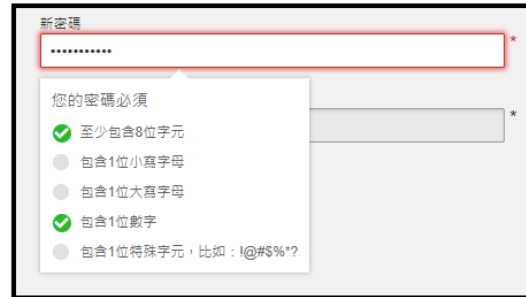 新密碼
••••••••••• *
您的密碼必須
*
至少包含8位字元
包含1位小寫字母
包含1位大寫字母
包含1位數字
包含1位特殊字元，比如：!@#$%*?